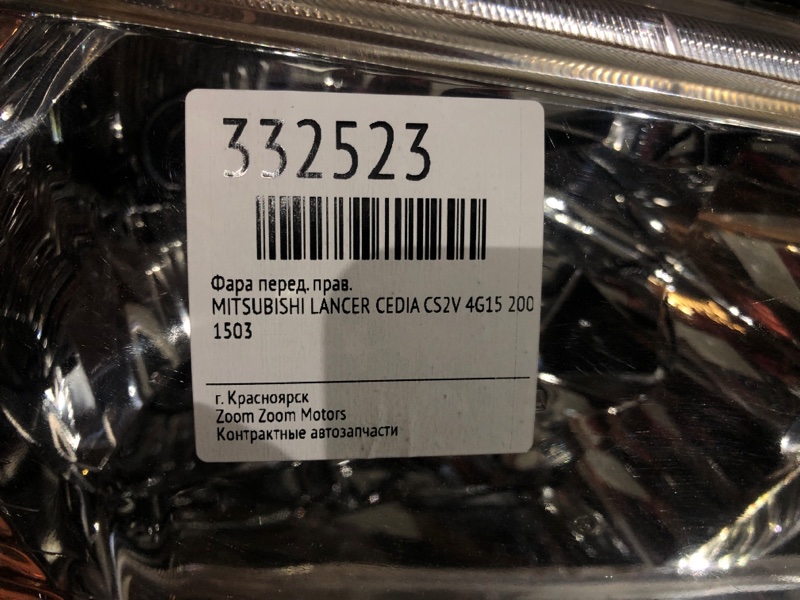 332523
Фара перед. прав.
MITSUBISHI LANCER CEDIA CS2V 4G15 200
1503
г. Красноярск
Zoom Zoom Motors
Контрактные автозапчасти